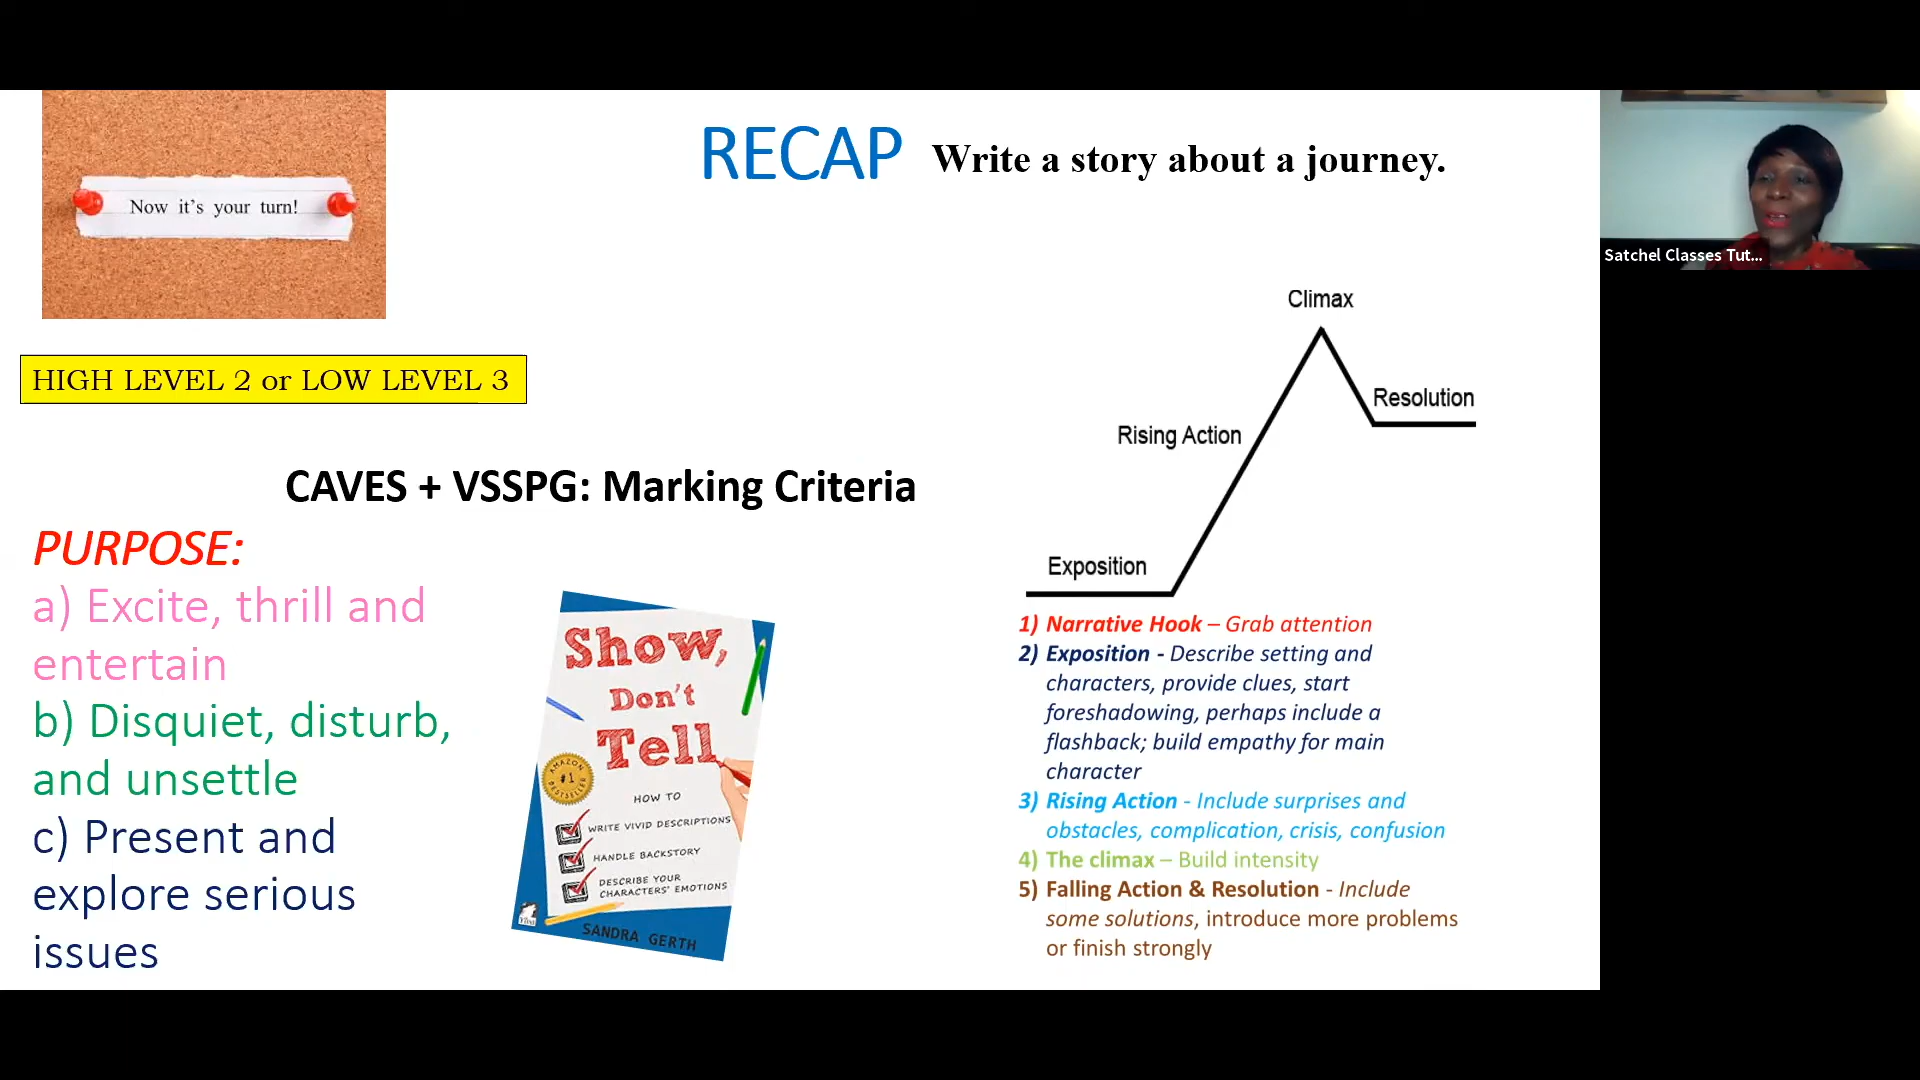 RECAP Write a story about a journey.
Now it's your turn!
Satchel Classes Tut...
HIGH LEVEL 2 or LOW LEVEL 3
CAVES + VSSPG: Marking Criteria
PURPOSE:
a) Excite, thrill and
entertain
b) Disquiet, disturb,
and unsettle
c) Present and
explore serious
issues
Show,
Don't
Tell
AMAZON
#1
BESTSELLER
HOW TO
WRITE VIVID DESCRIPTIONS
HANDLE BACKSTORY
DESCRIBE YOUR
CHARACTERS' EMOTIONS
Ylva
SANDRA GERTH
Climax
Resolution
Rising Action
Exposition
1) Narrative Hook – Grab attention
2) Exposition - Describe setting and
characters, provide clues, start
foreshadowing, perhaps include a
flashback; build empathy for main
character
3) Rising Action - Include surprises and
obstacles, complication, crisis, confusion
4) The climax – Build intensity
5) Falling Action & Resolution - Include
some solutions, introduce more problems
or finish strongly